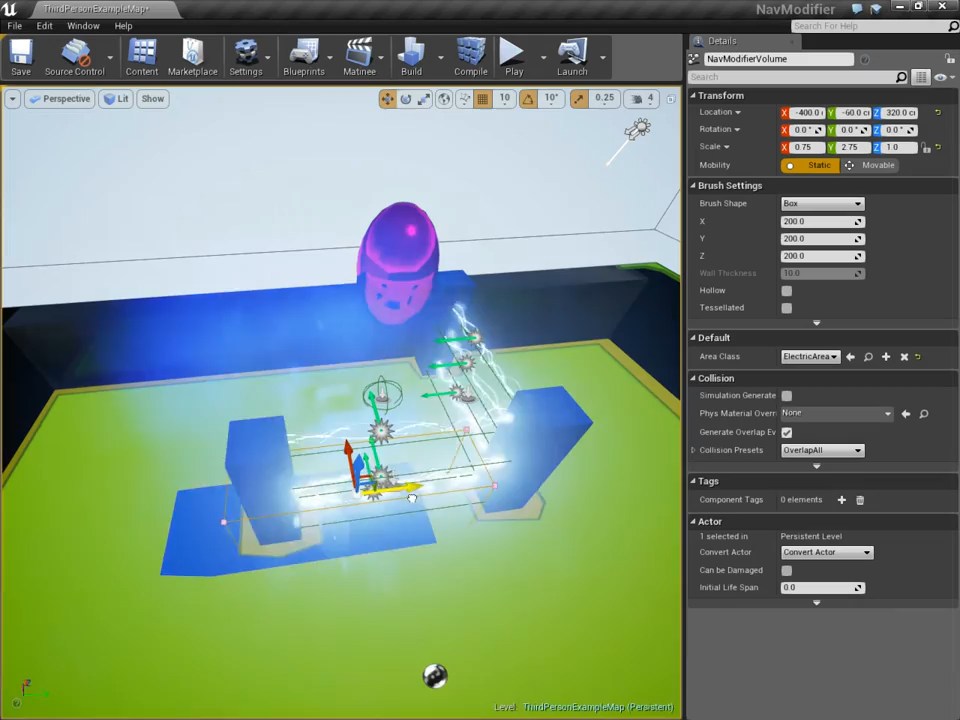 ThirdPersonExampleMap*
NavModifier
File Edit Window Help
Search For Help
Save
Source Control
Content
Marketplace
Settings
Blueprints
Matinee
Build
Compile
Play
Launch
Perspective
Lit
Show
10
10°
0.25
4
Details
NavModifierVolume
Search
Transform
Location X -400.0 c Y -60.0 c Z 320.0 c
Rotation X 0.0 ° Y 0.0 ° Z 0.0 °
Scale X 0.75 Y 2.75 Z 1.0
Mobility Static Movable
Brush Settings
Brush Shape Box
X 200.0
Y 200.0
Z 200.0
Wall Thickness 10.0
Hollow
Tessellated
Default
Area Class ElectricArea
Collision
Simulation Generate
Phys Material Overr None
Generate Overlap Ev
Collision Presets OverlapAll
Tags
Component Tags 0 elements
Actor
1 selected in Persistent Level
Convert Actor Convert Actor
Can be Damaged
Initial Life Span 0.0
Level: ThirdPersonExampleMap (Persistent)